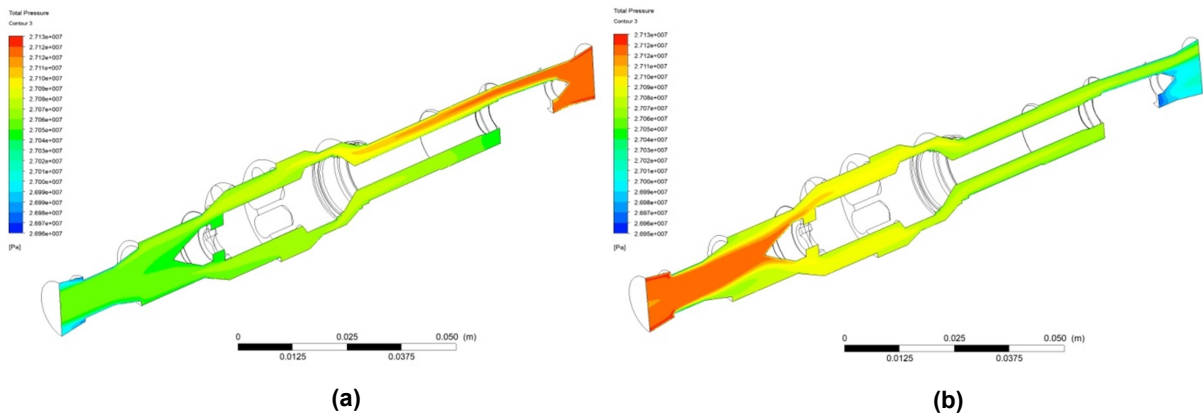 Total Pressure
Contour 3
2.713e+007
2.712e+007
2.712e+007
2.711e+007
2.710e+007
2.709e+007
2.708e+007
2.707e+007
2.706e+007
2.705e+007
2.704e+007
2.703e+007
2.702e+007
2.701e+007
2.700e+007
2.699e+007
2.698e+007
2.697e+007
2.696e+007
[Pa]
0 0.025 0.050 (m)
0.0125 0.0375
(a)
Total Pressure
Contour 3
2.713e+007
2.712e+007
2.711e+007
2.710e+007
2.709e+007
2.708e+007
2.707e+007
2.706e+007
2.705e+007
2.704e+007
2.703e+007
2.702e+007
2.701e+007
2.700e+007
2.699e+007
2.698e+007
2.696e+007
2.695e+007
[Pa]
0 0.025 0.050 (m)
0.0125 0.0375
(b)